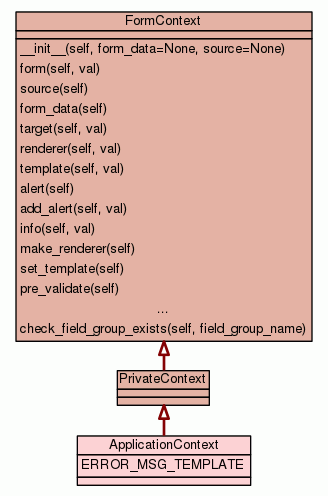 FormContext
__init__(self, form_data=None, source=None)
form(self, val)
source(self)
form_data(self)
target(self, val)
renderer(self, val)
template(self, val)
alert(self)
add_alert(self, val)
info(self, val)
make_renderer(self)
set_template(self)
pre_validate(self)
...
check_field_group_exists(self, field_group_name)
PrivateContext
ApplicationContext
ERROR_MSG_TEMPLATE